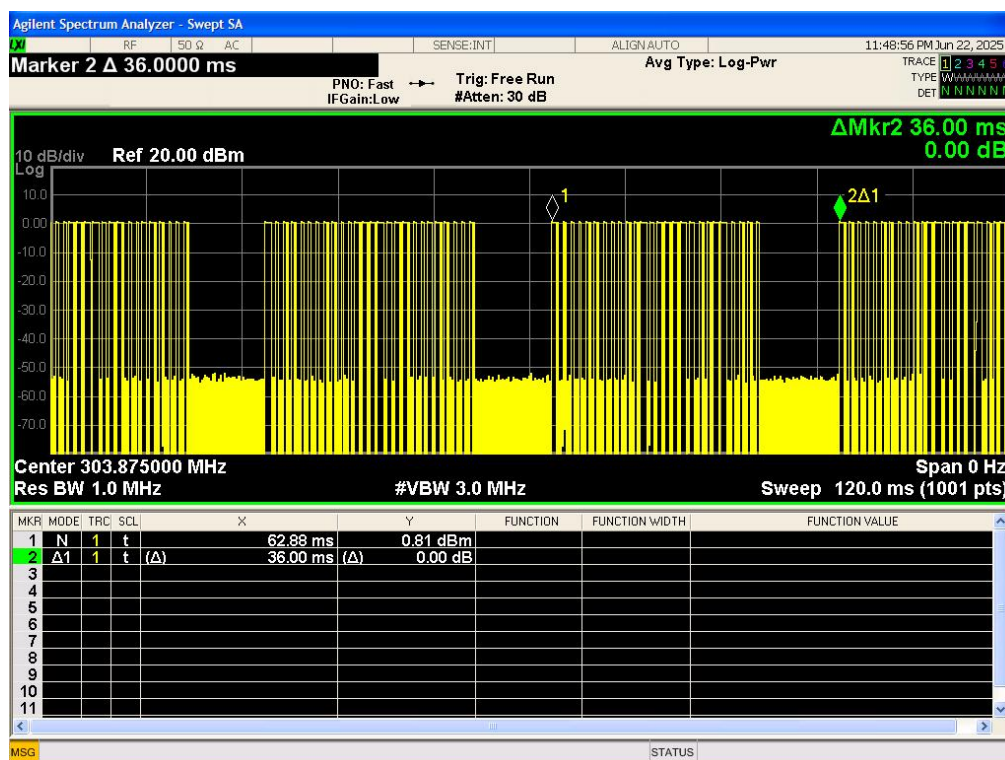 Agilent Spectrum Analyzer - Swept SA
LXI RF 50 Ω AC SENSE:INT ALIGNAUTO 11:48:56 PM Jun 22, 2025
Marker 2 Δ 36.0000 ms
Avg Type: Log-Pwr
TRACE 1 2 3 4 5
PNO: Fast
Trig: Free Run
TYPE
IFGain:Low
#Atten: 30 dB
DET N N N N N
ΔMkr2 36.00 ms
0.00 dB
10 dB/div Ref 20.00 dBm
Log
10.0
0.00
-10.0
-20.0
-30.0
-40.0
-50.0
-60.0
-70.0
1
2Δ1
Center 303.875000 MHz Span 0 Hz
Res BW 1.0 MHz #VBW 3.0 MHz Sweep 120.0 ms (1001 pts)
MKR MODE TRC SCL X Y FUNCTION FUNCTION WIDTH FUNCTION VALUE
1 N 1 t 62.88 ms 0.81 dBm
2 Δ1 1 t (Δ) 36.00 ms (Δ) 0.00 dB
3
4
5
6
7
8
9
10
11
MSG STATUS